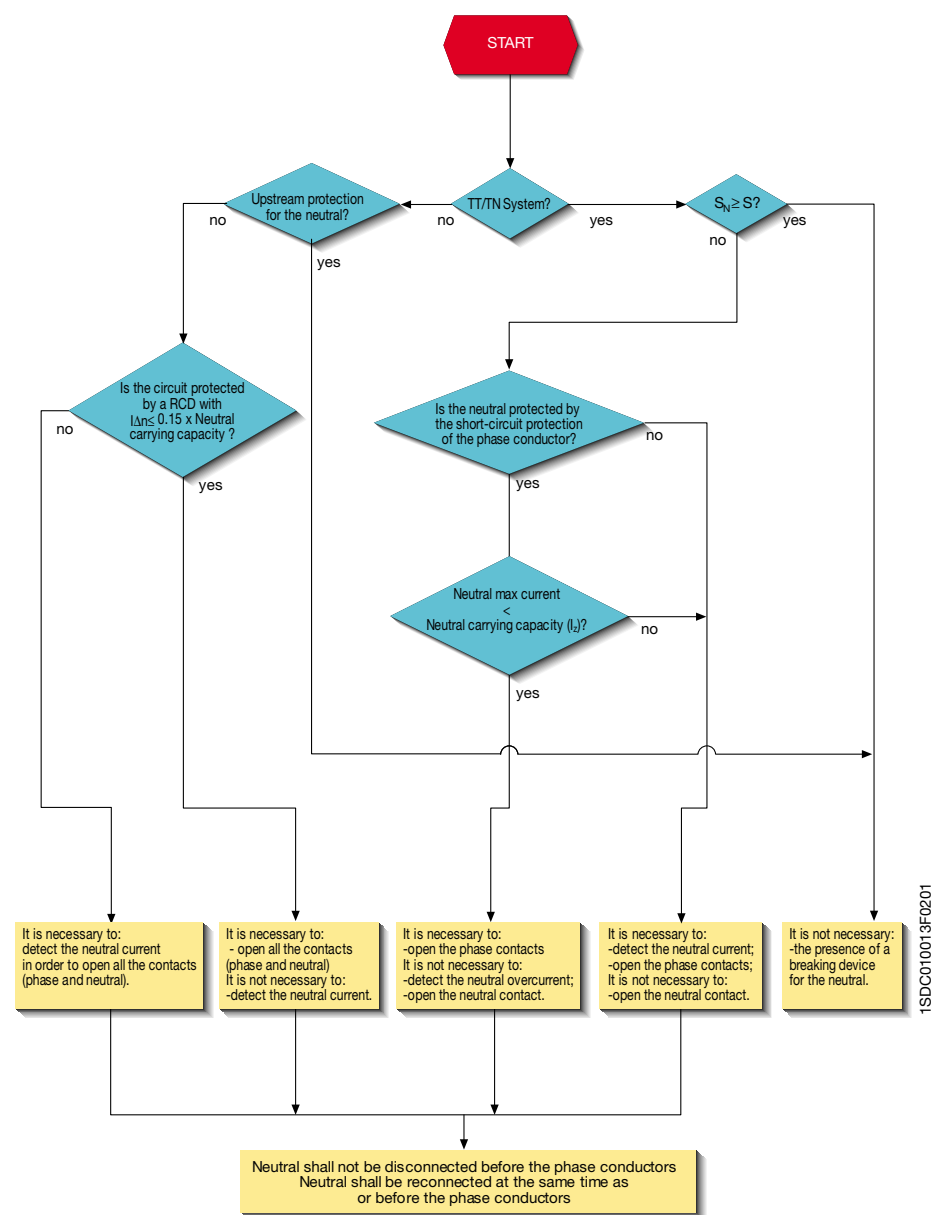 START
Upstream protection
for the neutral?
TT/TN System?
S_N ≥ S?
no
no
yes
yes
yes
no
Is the circuit protected
by a RCD with
I∆n≤ 0.15 x Neutral
carrying capacity ?
no
yes
Is the neutral protected by
the short-circuit protection
of the phase conductor?
no
yes
Neutral max current
<
Neutral carrying capacity (I_z)?
no
yes
It is necessary to:
detect the neutral current
in order to open all the contacts
(phase and neutral).
It is necessary to:
- open all the contacts
(phase and neutral)
It is not necessary to:
-detect the neutral current.
It is necessary to:
-open the phase contacts
It is not necessary to:
-detect the neutral overcurrent;
-open the neutral contact.
It is necessary to:
-detect the neutral current;
-open the phase contacts;
It is not necessary to:
-open the neutral contact.
It is not necessary:
-the presence of a
breaking device
for the neutral.
1SDC010013F0201
Neutral shall not be disconnected before the phase conductors
Neutral shall be reconnected at the same time as
or before the phase conductors